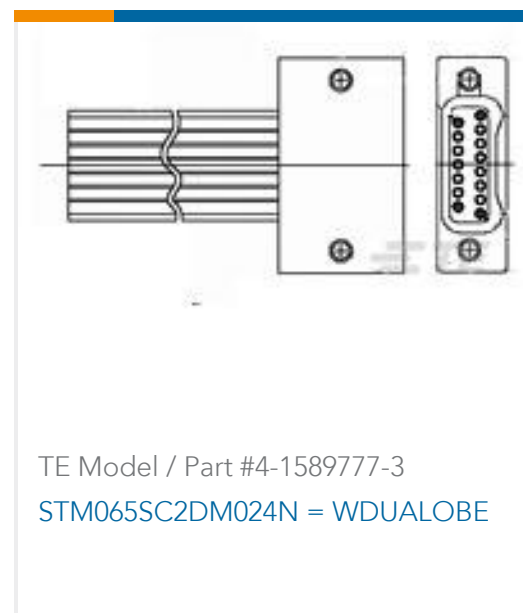 TE Model / Part #4-1589777-3
STM065SC2DM024N = WDUALOBE